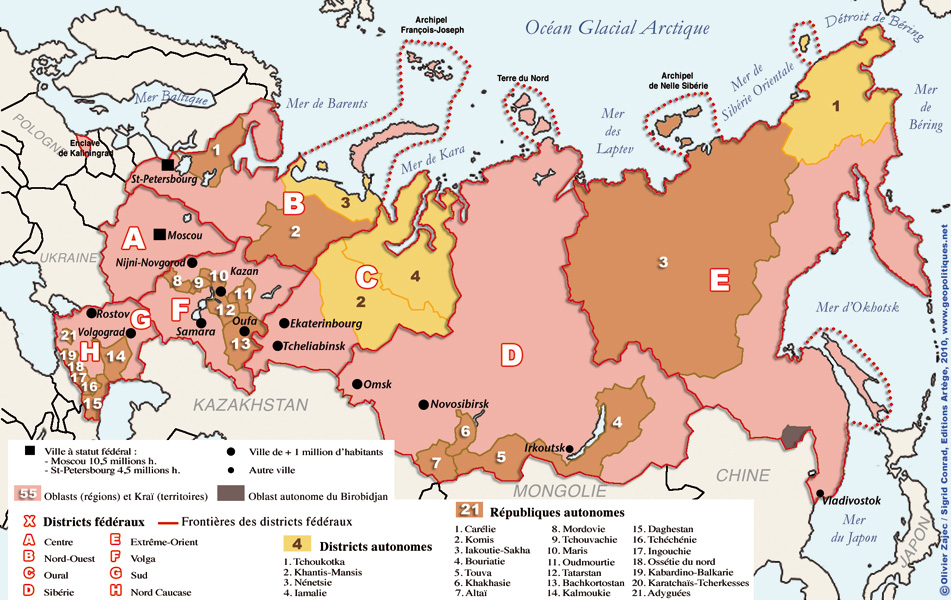 Archipel
François-Joseph
Océan Glacial Arctique
Détroit de Béring
Terre du Nord
Archipel
de Nelle Sibérie
Mer de
Sibérie Orientale
Mer
de
Béring
Mer Baltique
Mer de Barents
Mer
des
Laptev
Mer de Kara
POLOGNE
Enclave
de Kaliningrad
1
1
St-Petersbourg
B
3
2
A
Moscou
UKRAINE
Nijni-Novgorod
Kazan
8
9
10
11
12
13
F
C
2
4
3
E
Mer d'Okhotsk
Rostov
G
Volgograd
Samara
Oufa
Ekaterinbourg
Tcheliabinsk
D
21
H
19
18
17
16
15
14
Omsk
Novosibirsk
KAZAKHSTAN
6
7
5
4
Irkoutsk
MONGOLIE
CHINE
Vladivostok
Mer
du Japon
JAPON
Ville à statut fédéral :
- Moscou 10,5 millions h.
- St-Petersbourg 4,5 millions h.
Ville de + 1 million d'habitants
Autre ville
55 Oblasts (régions) et Kraï (territoires)
Oblast autonome du Birobidjan
X Districts fédéraux
Frontières des districts fédéraux
A Centre
B Nord-Ouest
C Oural
D Sibérie
E Extrême-Orient
F Volga
G Sud
H Nord Caucase
4 Districts autonomes
1. Tchoukotka
2. Khantis-Mansis
3. Nénetsie
4. Iamalie
21 Républiques autonomes
1. Carélie
2. Komis
3. Iakoutie-Sakha
4. Bouriatie
5. Touva
6. Khakhasie
7. Altaï
8. Mordovie
9. Tchouvachie
10. Maris
11. Oudmourtie
12. Tatarstan
13. Bachkortostan
14. Kalmoukie
15. Daghestan
16. Tchéchénie
17. Ingouchie
18. Ossétie du nord
19. Kabardino-Balkarie
20. Karatchaïs-Tcherkesses
21. Adyguées
© Olivier Zajec / Sigrid Conrad, Editions Artège, 2010, www.geopolitiques.net